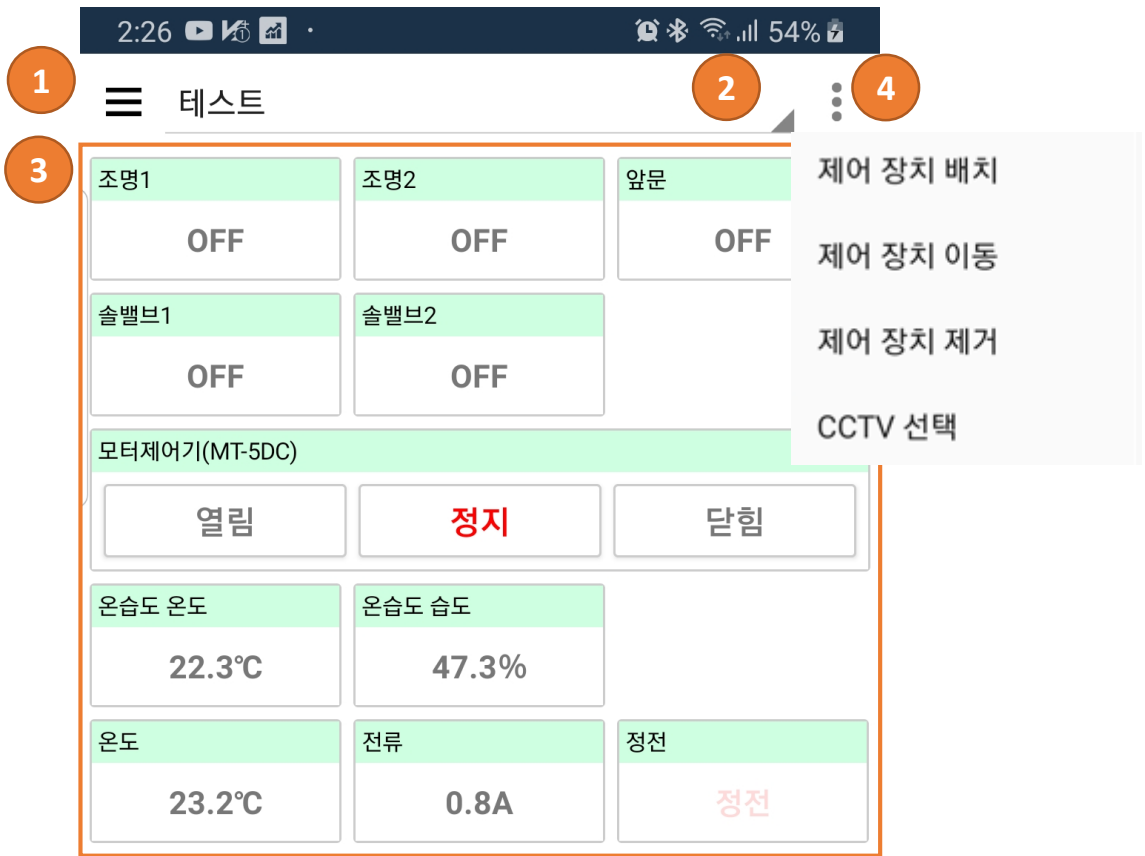 2:26 54%
1 테스트 2 4
3
조명1 조명2 앞문 제어 장치 배치
OFF OFF OFF
제어 장치 이동
솔밸브1 솔밸브2
제어 장치 제거
OFF OFF
CCTV 선택
모터제어기(MT-5DC)
열림 정지 닫힘
온습도 온도 온습도 습도
22.3℃ 47.3%
온도 전류 정전
23.2℃ 0.8A 정전